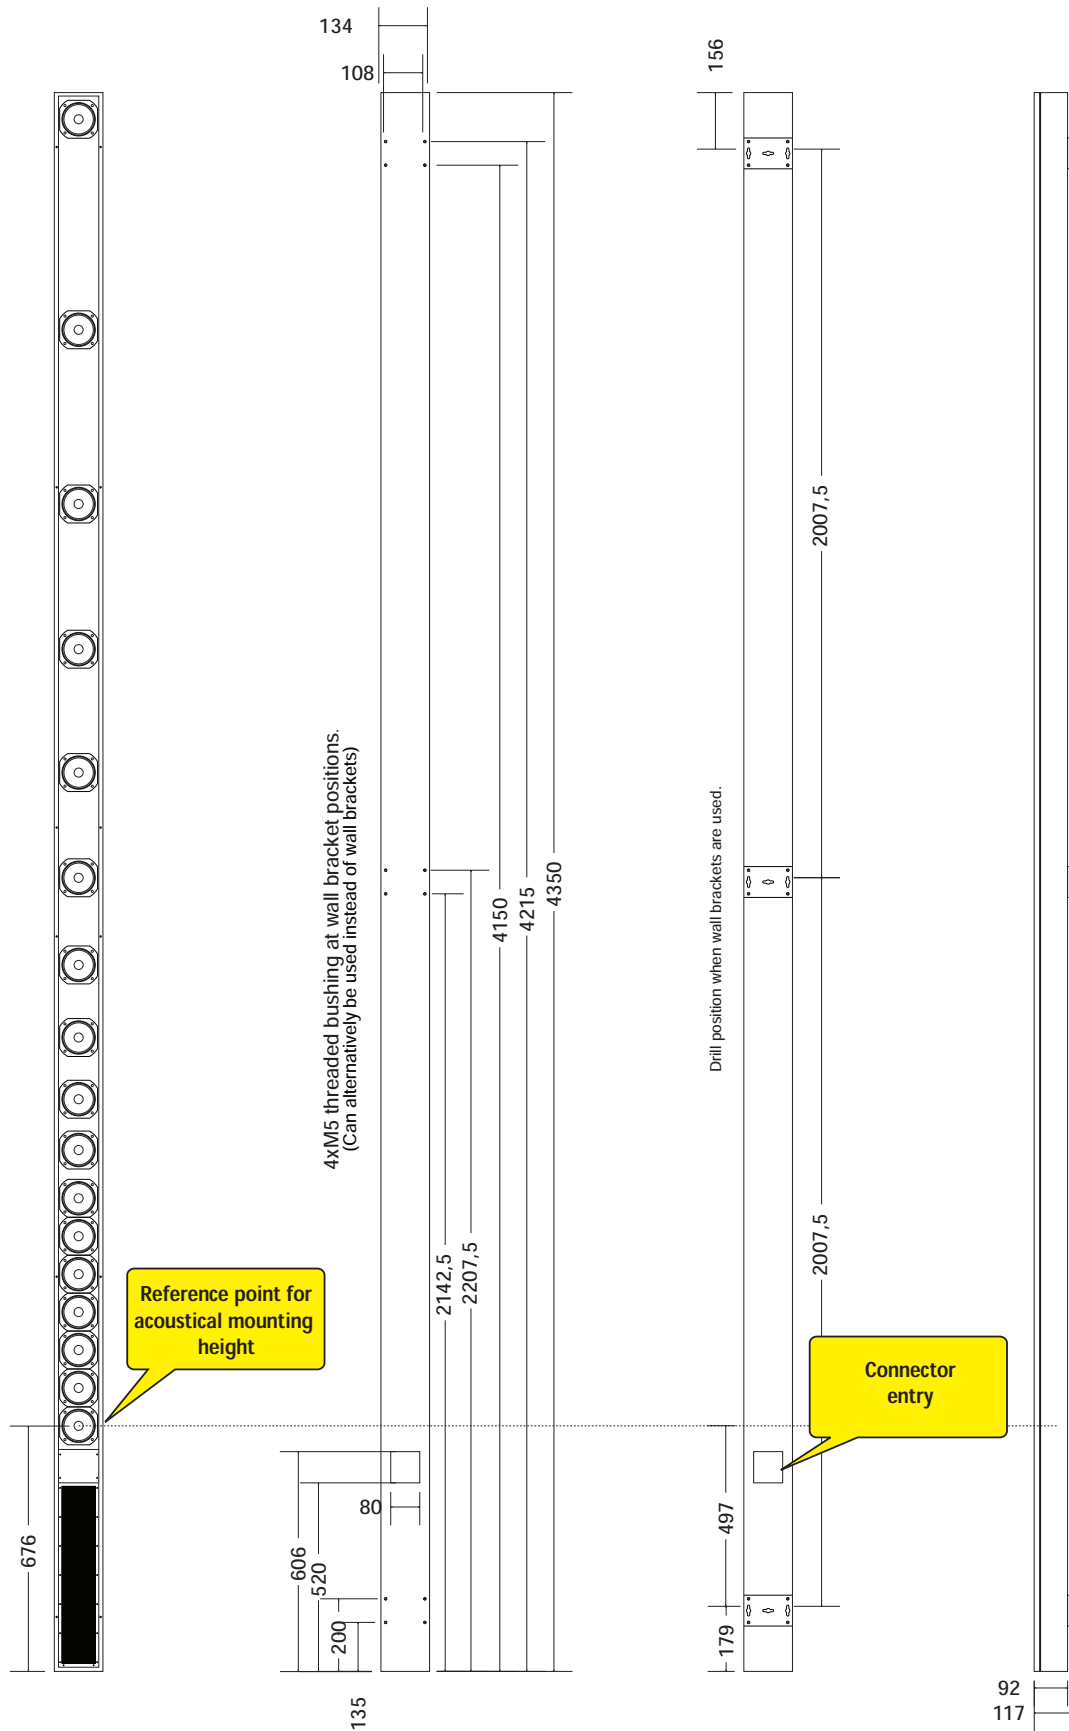 134
108
156
2007,5
4xM5 threaded bushing at wall bracket positions.
(Can alternatively be used instead of wall brackets)
4150
4215
4350
Drill position when wall brackets are used.
2142,5
2207,5
2007,5
Reference point for
acoustical mounting
height
Connector
entry
80
676
606
520
497
200
179
135
92
117